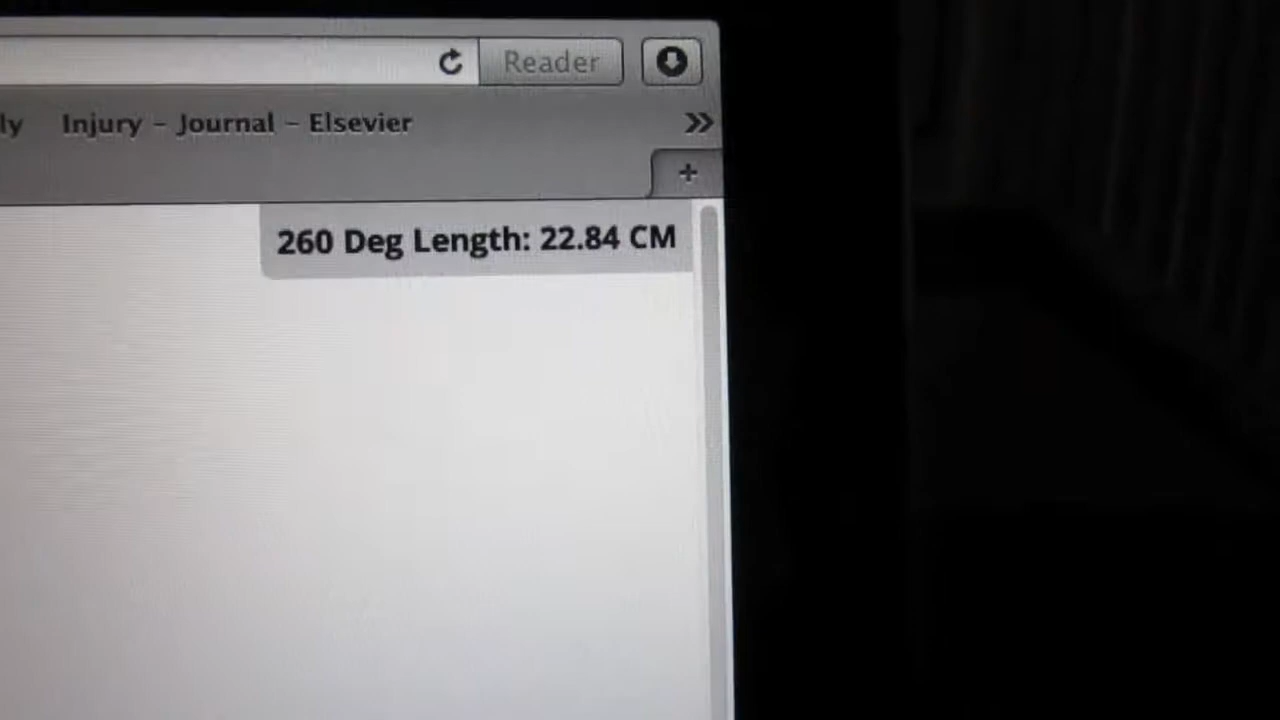 Reader
ly Injury – Journal – Elsevier
260 Deg Length: 22.84 CM